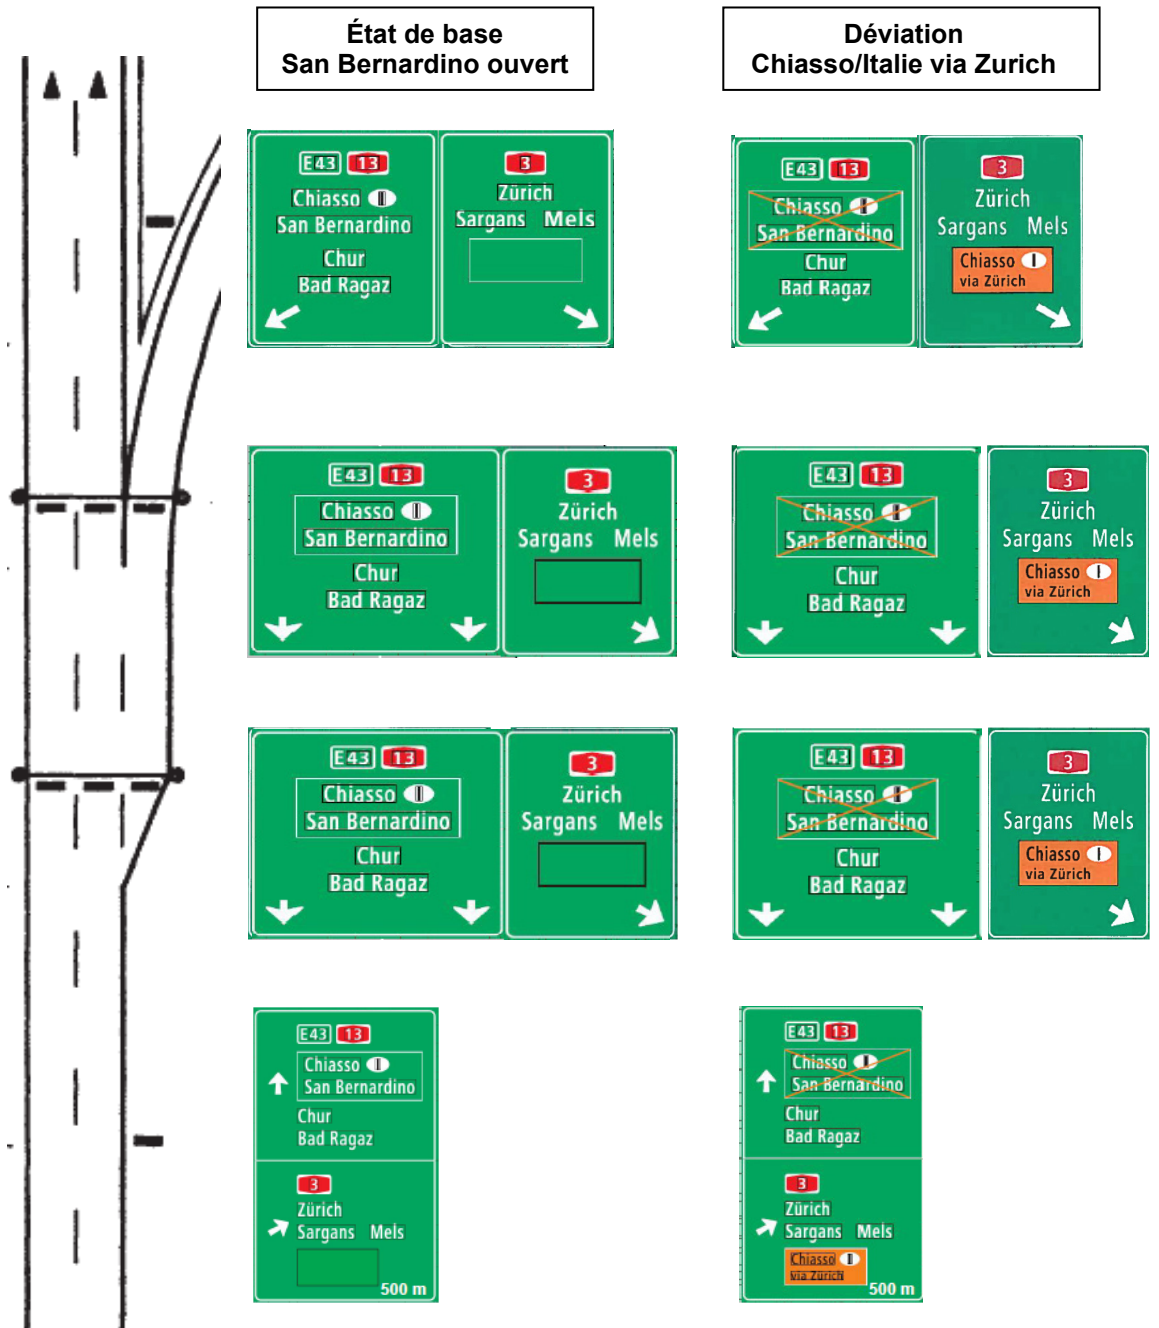 État de base
San Bernardino ouvert
Déviation
Chiasso/Italie via Zurich
E43 13
Chiasso I
San Bernardino
Chur
Bad Ragaz
3
Zürich
Sargans Mels
E43 13
Chiasso I
San Bernardino
Chur
Bad Ragaz
3
Zürich
Sargans Mels
Chiasso I
via Zürich
E43 13
Chiasso I
San Bernardino
Chur
Bad Ragaz
3
Zürich
Sargans Mels
E43 13
Chiasso I
San Bernardino
Chur
Bad Ragaz
3
Zürich
Sargans Mels
Chiasso I
via Zürich
E43 13
Chiasso I
San Bernardino
Chur
Bad Ragaz
3
Zürich
Sargans Mels
E43 13
Chiasso I
San Bernardino
Chur
Bad Ragaz
3
Zürich
Sargans Mels
Chiasso I
via Zürich
E43 13
Chiasso I
San Bernardino
Chur
Bad Ragaz
3
Zürich
Sargans Mels
500 m
E43 13
Chiasso I
San Bernardino
Chur
Bad Ragaz
3
Zürich
Sargans Mels
Chiasso I
via Zürich
500 m